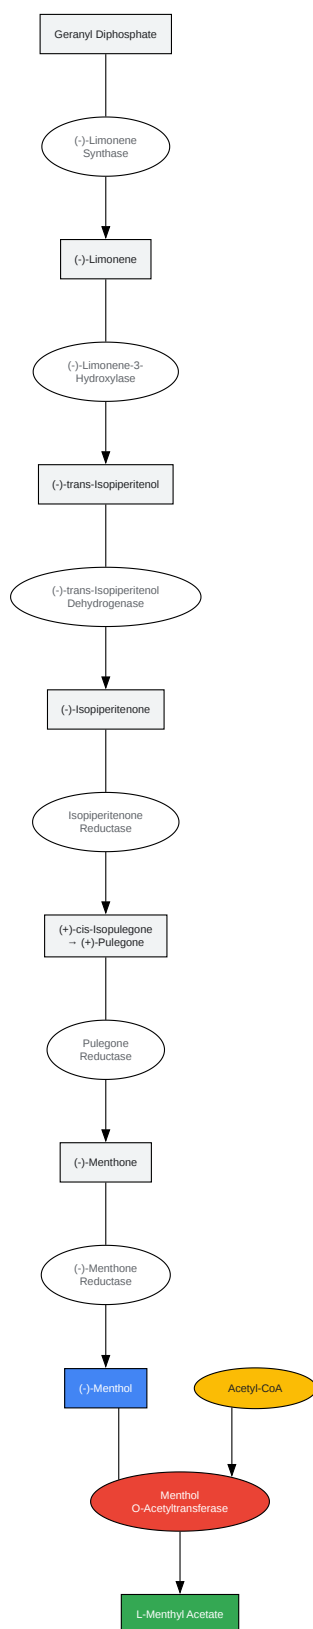 Geranyl Diphosphate
(-)-Limonene
Synthase
(-)-Limonene
(-)-Limonene-3-
Hydroxylase
(-)-trans-Isopiperitenol
(-)-trans-Isopiperitenol
Dehydrogenase
(-)-Isopiperitenone
Isopiperitenone
Reductase
(+)-cis-Isopulegone
→ (+)-Pulegone
Pulegone
Reductase
(-)-Menthone
(-)-Menthone
Reductase
(-)-Menthol
Acetyl-CoA
Menthol
O-Acetyltransferase
L-Menthyl Acetate